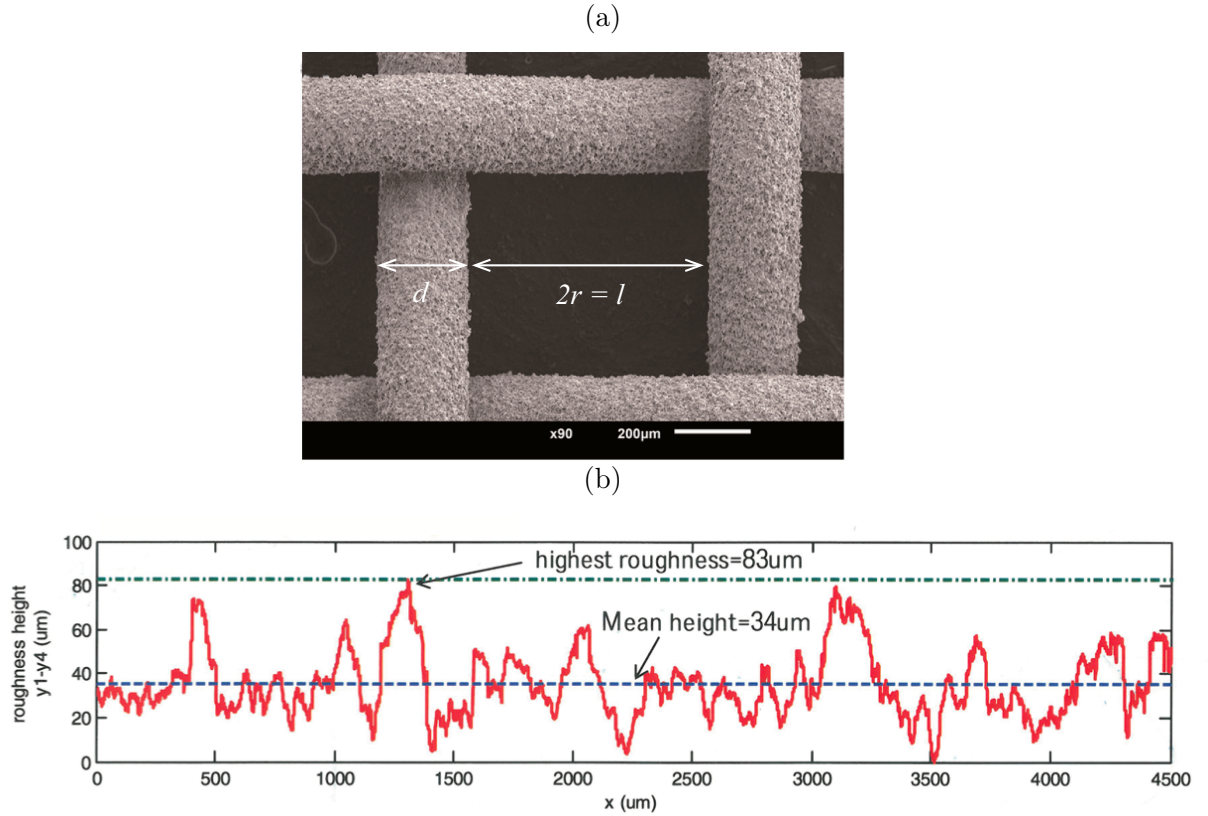 (a)
d
2r = l
x90 200μm
(b)
100
80
60
40
20
0
roughness height
y1-y4 (um)
highest roughness=83um
Mean height=34um
0 500 1000 1500 2000 2500 3000 3500 4000 4500
x (um)